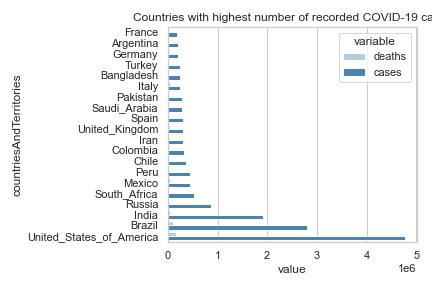 Countries with highest number of recorded COVID-19 ca
variable
deaths
cases
countriesAndTerritories
France
Argentina
Germany
Turkey
Bangladesh
Italy
Pakistan
Saudi_Arabia
Spain
United_Kingdom
Iran
Colombia
Chile
Peru
Mexico
South_Africa
Russia
India
Brazil
United_States_of_America
0 1 2 3 4 5
1e6
value